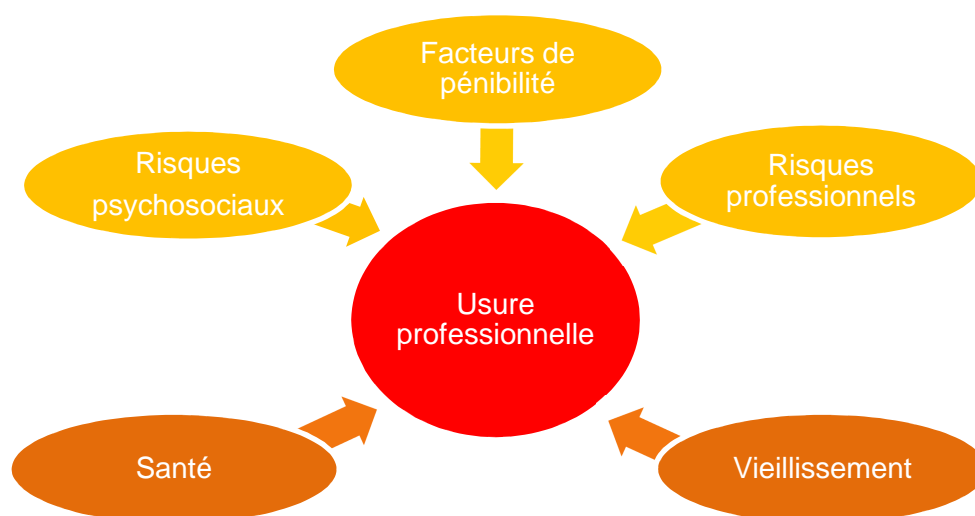 Facteurs de
pénibilité
Risques
psychosociaux
Risques
professionnels
Usure
professionnelle
Santé
Vieillissement